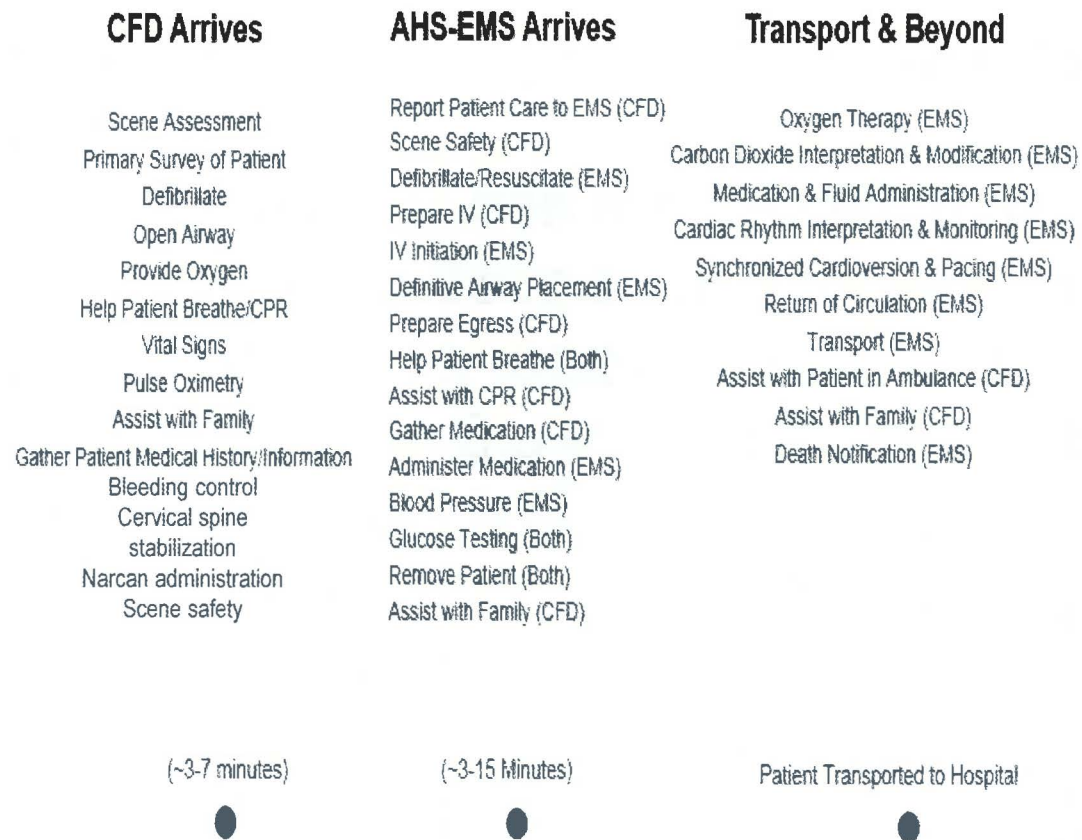 CFD Arrives
Scene Assessment
Primary Survey of Patient
Defibrillate
Open Airway
Provide Oxygen
Help Patient Breathe/CPR
Vital Signs
Pulse Oximetry
Assist with Family
Gather Patient Medical History/Information
Bleeding control
Cervical spine
stabilization
Narcan administration
Scene safety
(~3-7 minutes)
AHS-EMS Arrives
Report Patient Care to EMS (CFD)
Scene Safety (CFD)
Defibrillate/Resuscitate (EMS)
Prepare IV (CFD)
IV Initiation (EMS)
Definitive Airway Placement (EMS)
Prepare Egress (CFD)
Help Patient Breathe (Both)
Assist with CPR (CFD)
Gather Medication (CFD)
Administer Medication (EMS)
Blood Pressure (EMS)
Glucose Testing (Both)
Remove Patient (Both)
Assist with Family (CFD)
(~3-15 Minutes)
Transport & Beyond
Oxygen Therapy (EMS)
Carbon Dioxide Interpretation & Modification (EMS)
Medication & Fluid Administration (EMS)
Cardiac Rhythm Interpretation & Monitoring (EMS)
Synchronized Cardioversion & Pacing (EMS)
Return of Circulation (EMS)
Transport (EMS)
Assist with Patient in Ambulance (CFD)
Assist with Family (CFD)
Death Notification (EMS)
Patient Transported to Hospital